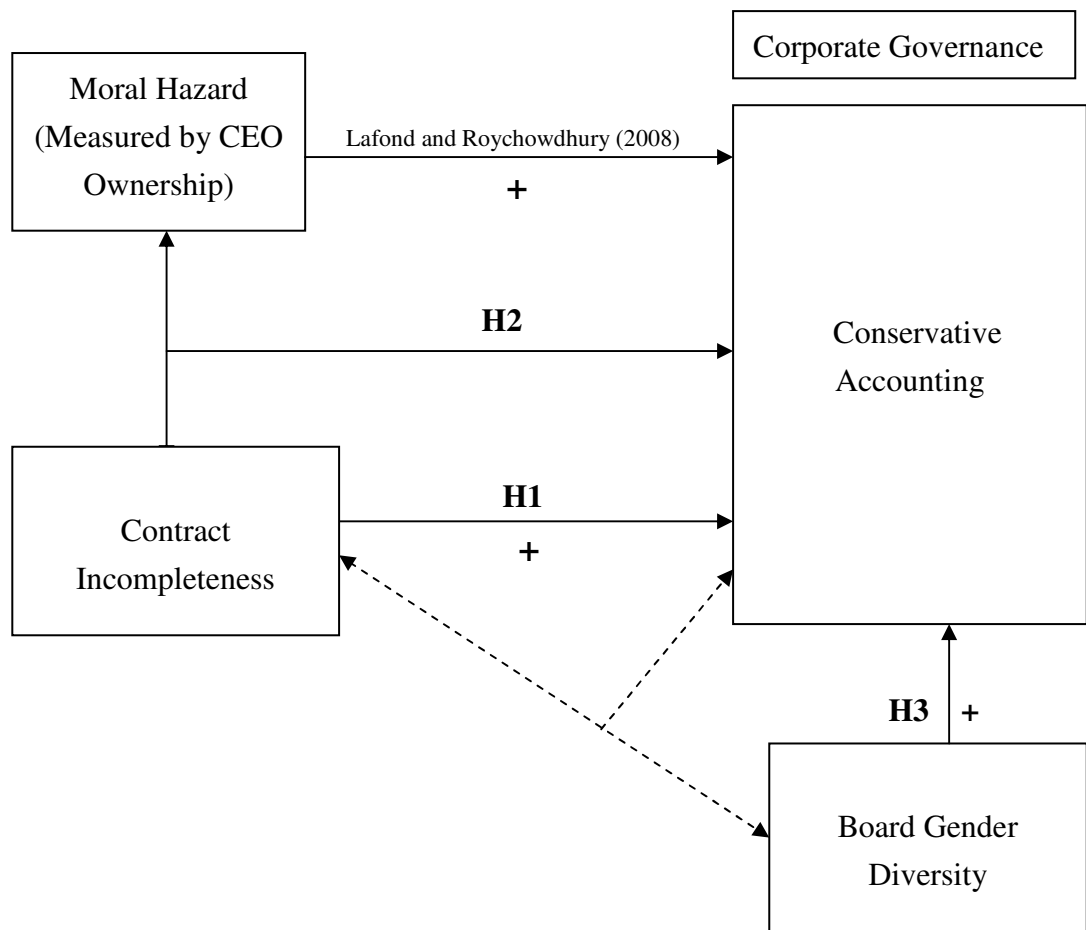 Corporate Governance
Moral Hazard
(Measured by CEO
Ownership)
Lafond and Roychowdhury (2008)
+
H2
Conservative
Accounting
H1
+
Contract
Incompleteness
H3 +
Board Gender
Diversity